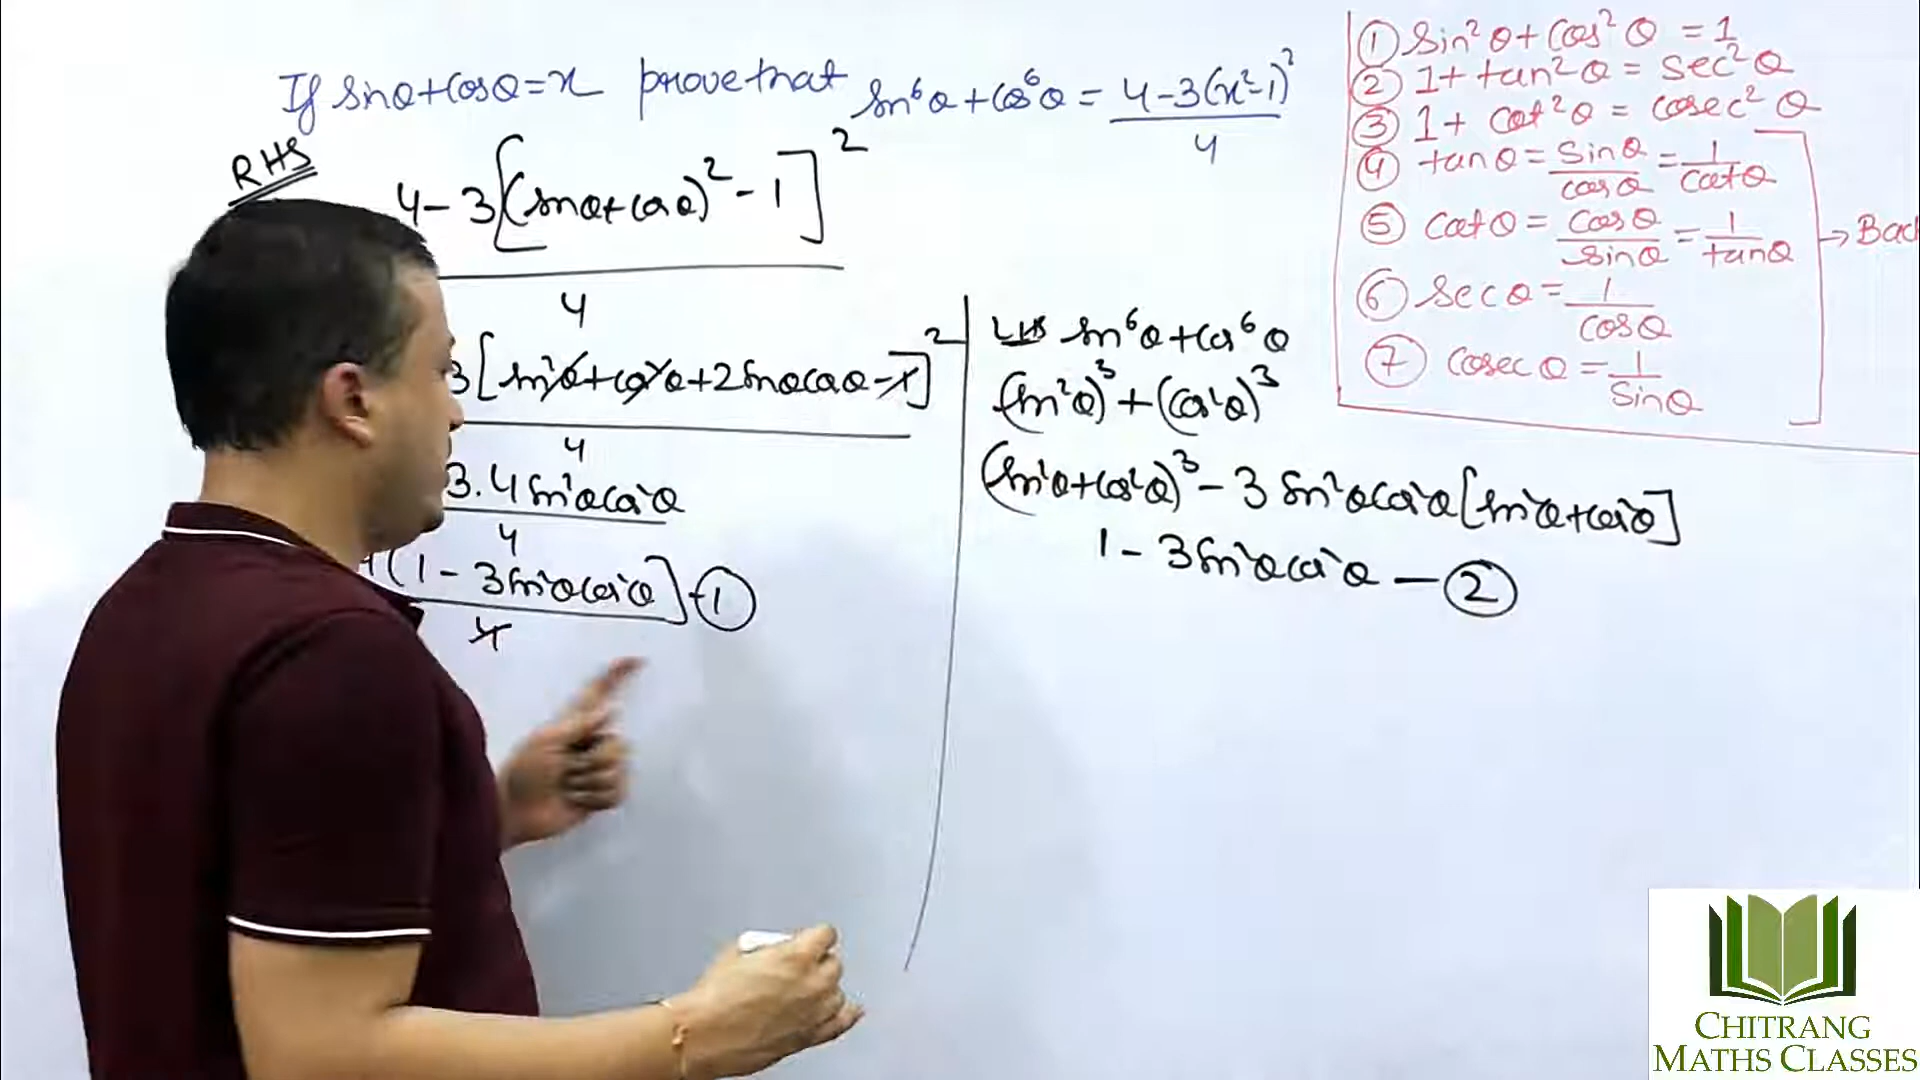 If sinθ+cosθ=x prove that sin⁶θ+cos⁶θ = 4-3(x²-1)²/4
RHS
4-3[(sinθ+cosθ)²-1]²
4
3[sin²θ+cos²θ+2sinθcosθ-1]²
4
3.4sin²θcos²θ
4
(1-3sin²θcos²θ] -①
4
LHS sin⁶θ+cos⁶θ
(sin²θ)³+(cos²θ)³
(sin²θ+cos²θ)³-3sin²θcos²θ[sin²θ+cos²θ]
1-3sin²θcos²θ -②
① sin²θ+cos²θ=1
② 1+tan²θ=sec²θ
③ 1+cot²θ=cosec²θ
④ tanθ=sinθ/cosθ=1/cotθ
⑤ cotθ=cosθ/sinθ=1/tanθ
→ Bac
⑥ secθ=1/cosθ
⑦ cosecθ=1/sinθ
CHITRANG
MATHS CLASSES